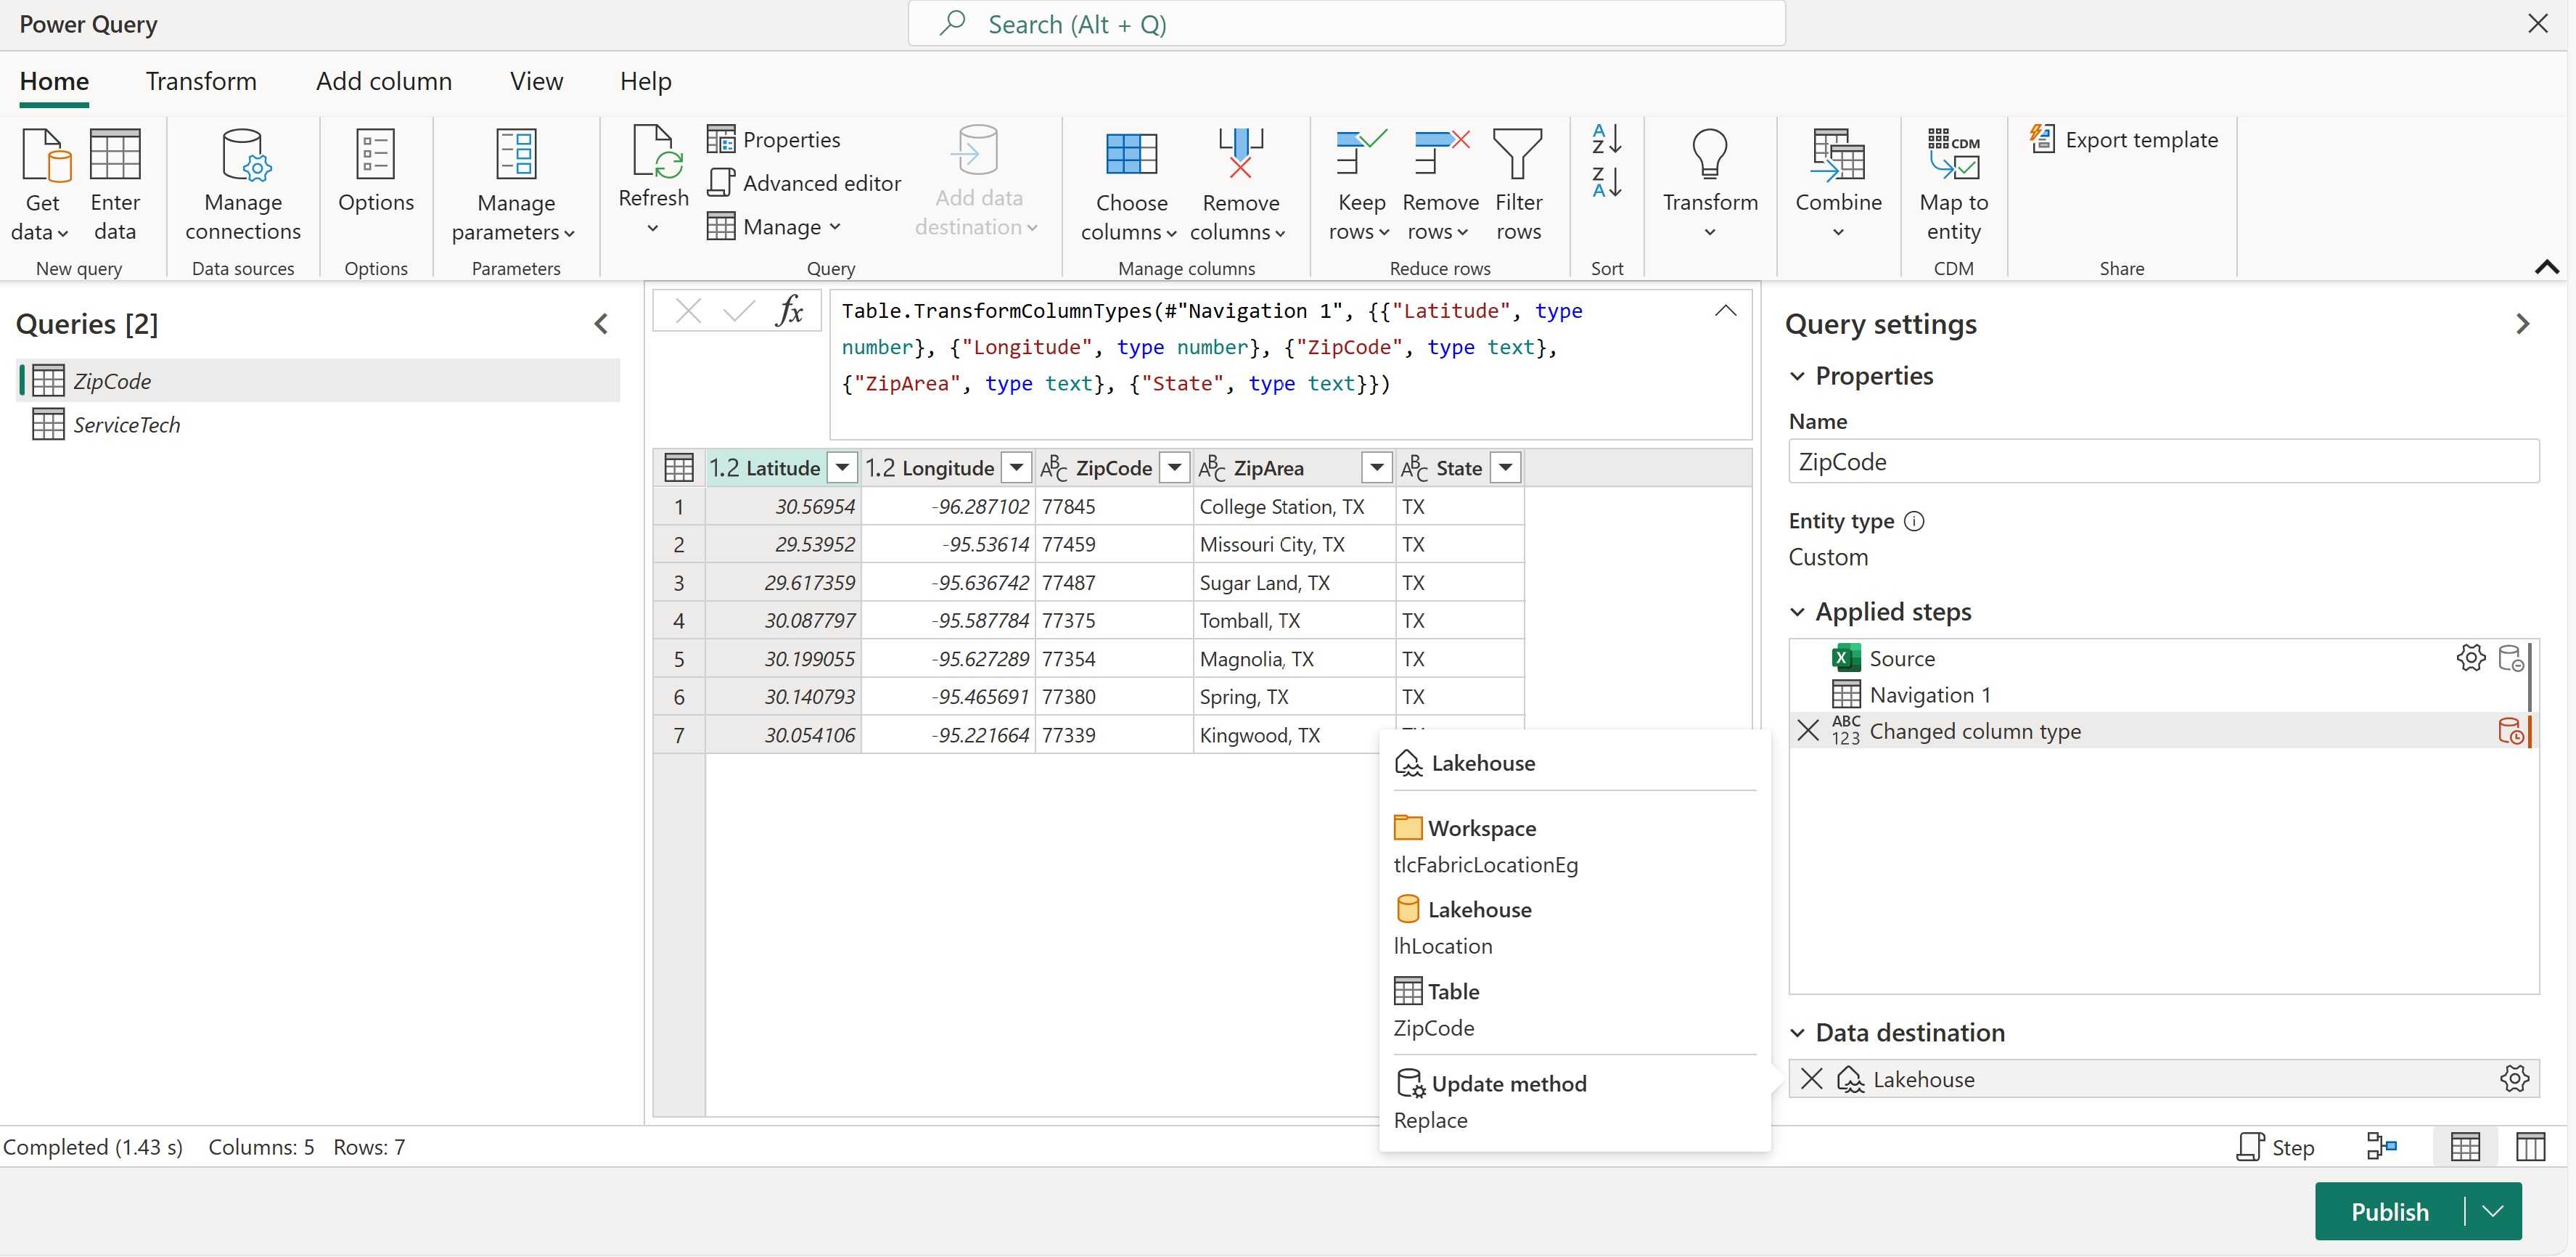 Power Query
Search (Alt + Q)
Home Transform Add column View Help
Get data
Enter data
New query
Manage connections
Data sources
Options
Options
Manage parameters
Parameters
Refresh
Properties
Advanced editor
Manage
Add data destination
Query
Choose columns
Remove columns
Manage columns
Keep rows
Remove rows
Filter rows
Reduce rows
A Z
Z A
Sort
Transform
Combine
CDM
Map to entity
CDM
Export template
Share
Queries [2]
ZipCode
ServiceTech
fx
Table.TransformColumnTypes(#"Navigation 1", {{"Latitude", type
number}, {"Longitude", type number}, {"ZipCode", type text},
{"ZipArea", type text}, {"State", type text}})
1.2 Latitude 1.2 Longitude ABC ZipCode ABC ZipArea ABC State
1 30.56954 -96.287102 77845 College Station, TX TX
2 29.53952 -95.53614 77459 Missouri City, TX TX
3 29.617359 -95.636742 77487 Sugar Land, TX TX
4 30.087797 -95.587784 77375 Tomball, TX TX
5 30.199055 -95.627289 77354 Magnolia, TX TX
6 30.140793 -95.465691 77380 Spring, TX TX
7 30.054106 -95.221664 77339 Kingwood, TX
Lakehouse
Workspace
tlcFabricLocationEg
Lakehouse
lhLocation
Table
ZipCode
Update method
Replace
Query settings
Properties
Name
ZipCode
Entity type
Custom
Applied steps
X Source
Navigation 1
ABC 123 Changed column type
Data destination
Lakehouse
Completed (1.43 s) Columns: 5 Rows: 7
Step
Publish